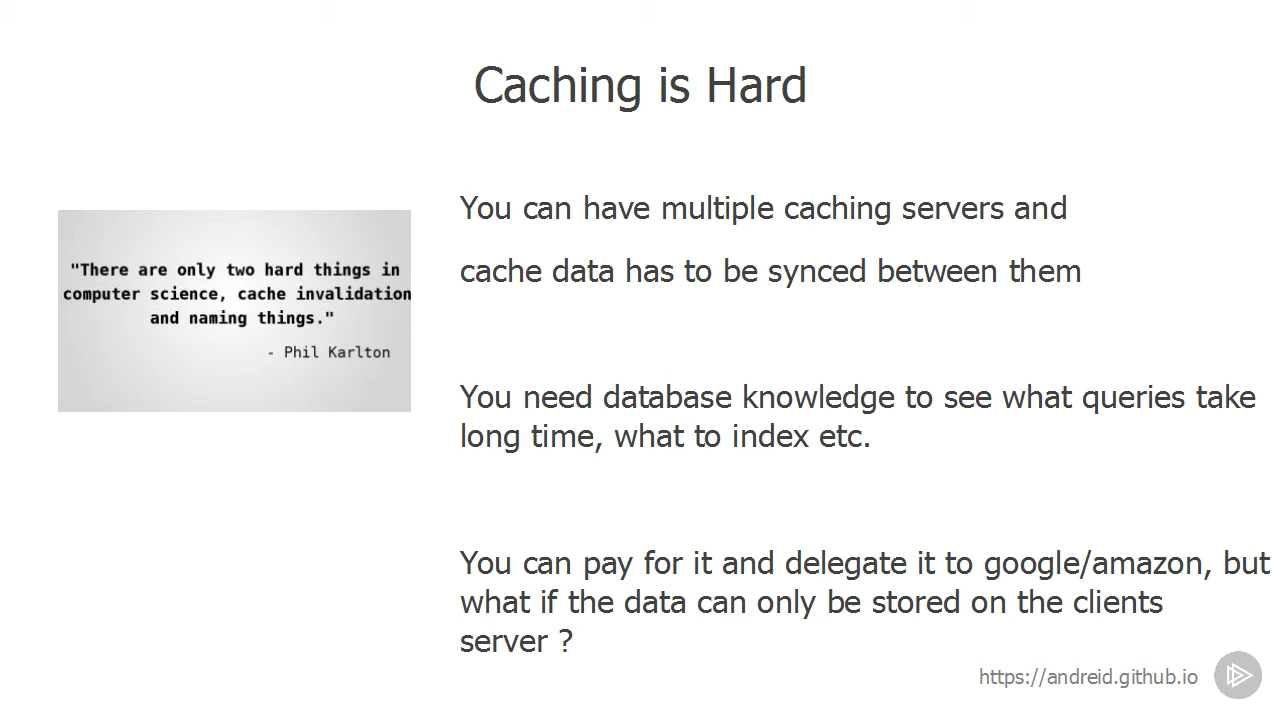 Caching is Hard
"There are only two hard things in
computer science, cache invalidation
and naming things."
- Phil Karlton
You can have multiple caching servers and
cache data has to be synced between them
You need database knowledge to see what queries take
long time, what to index etc.
You can pay for it and delegate it to google/amazon, but
what if the data can only be stored on the clients
server ?
https://andreid.github.io